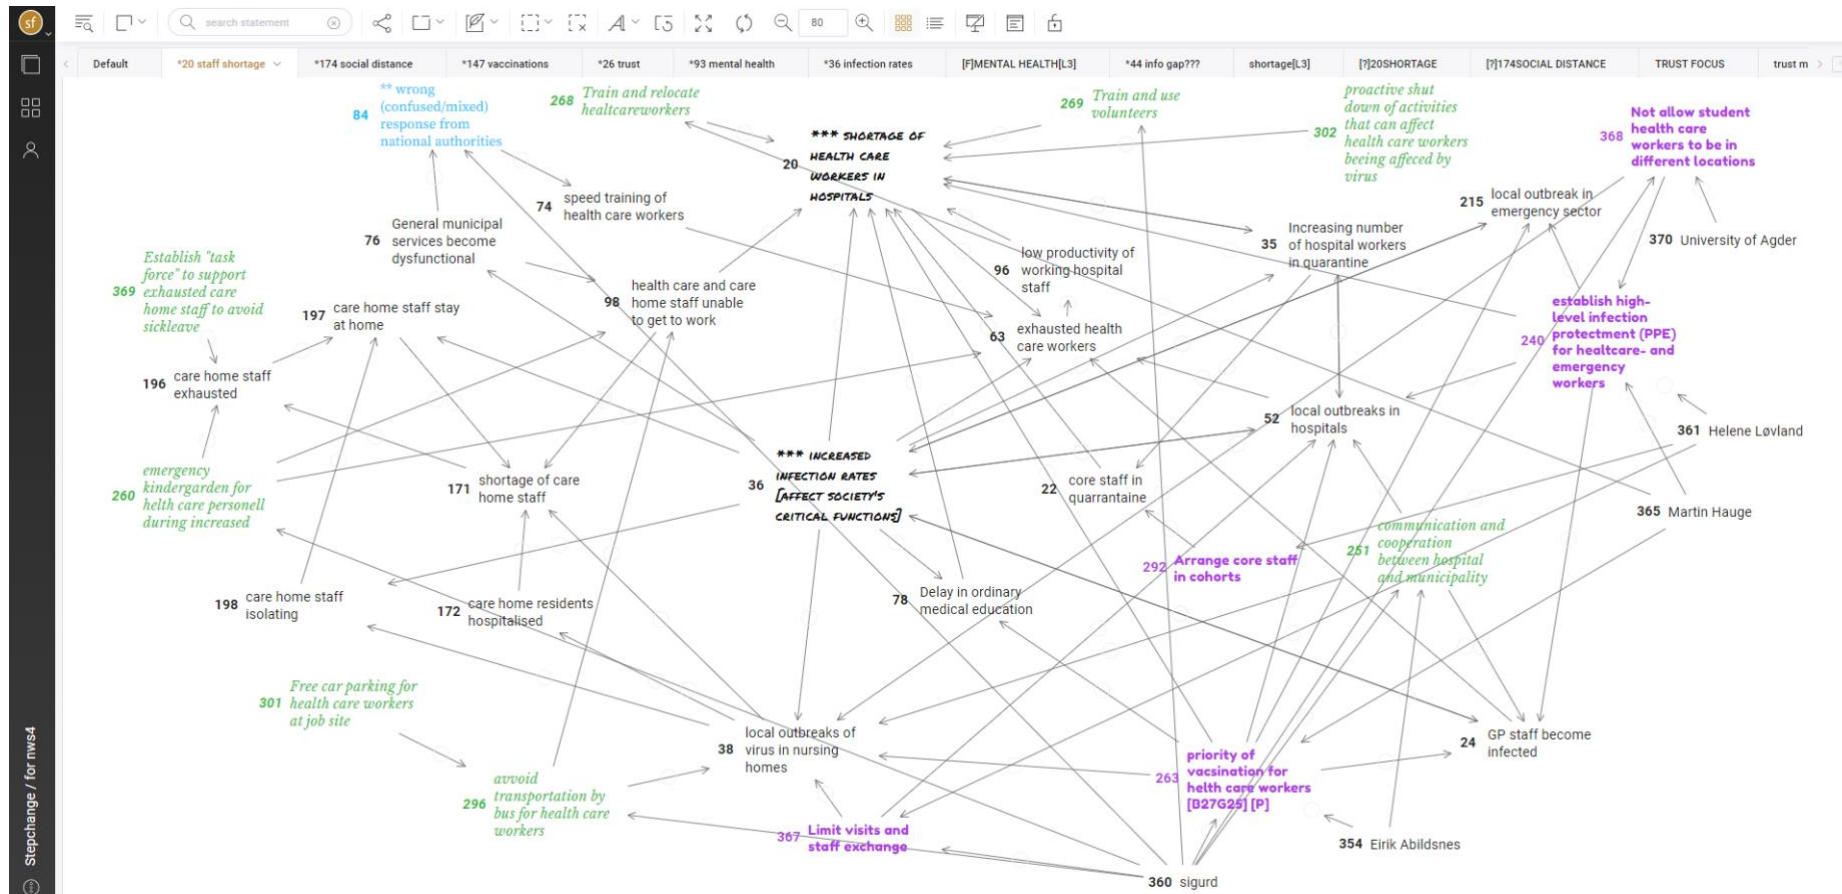 sf
search statement
80
Default
*20 staff shortage
*174 social distance
*147 vaccinations
*26 trust
*93 mental health
*36 infection rates
[F]MENTAL HEALTH[L3]
*44 info gap???
shortage[L3]
[?]20SHORTAGE
[?]174SOCIAL DISTANCE
TRUST FOCUS
trust m
84
** wrong
(confused/mixed)
response from
national authorities
268
Train and relocate
healtcareworkers
20
*** SHORTAGE OF
HEALTH CARE
WORKERS IN
HOSPITALS
269
Train and use
volunteers
302
proactive shut
down of activities
that can affect
health care workers
beeing affeced by
virus
368
Not allow student
health care
workers to be in
different locations
74
speed training of
health care workers
215
local outbreak in
emergency sector
76
General municipal
services become
dysfunctional
35
Increasing number
of hospital workers
in quarantine
370 University of Agder
369
Establish "task
force" to support
exhausted care
home staff to avoid
sickleave
96
low productivity of
working hospital
staff
98
health care and care
home staff unable
to get to work
197
care home staff stay
at home
63
exhausted health
care workers
240
establish high-
level infection
protectment (PPE)
for healtcare- and
emergency
workers
196
care home staff
exhausted
52
local outbreaks in
hospitals
361 Helene Løvland
260
emergency
kindergarden for
helth care personell
during increased
171
shortage of care
home staff
36
*** INCREASED
INFECTION RATES
[AFFECT SOCIETY'S
CRITICAL FUNCTIONS]
22
core staff in
quarrantaine
365 Martin Hauge
251
communication and
cooperation
between hospital
and municipality
292
Arrange core staff
in cohorts
198
care home staff
isolating
172
care home residents
hospitalised
78
Delay in ordinary
medical education
301
Free car parking for
health care workers
at job site
38
local outbreaks of
virus in nursing
homes
24
GP staff become
infected
263
priority of
vacsination for
helth care workers
[B27G25] [P]
296
avvoid
transportation by
bus for health care
workers
367
Limit visits and
staff exchange
354 Eirik Abildsnes
360 sigurd
Stepchange / for nws4